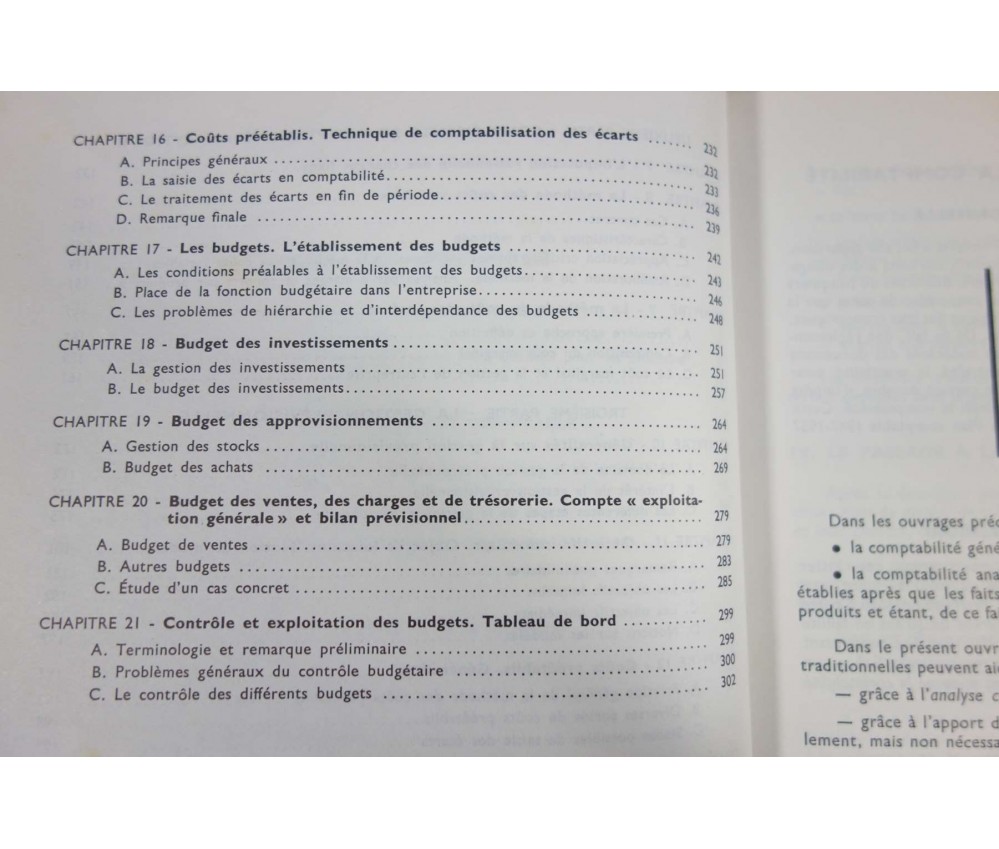 CHAPITRE 16 - Coûts préétablis. Technique de comptabilisation des écarts ....... 232
A. Principes généraux ........ 232
B. La saisie des écarts en comptabilité ........ 233
C. Le traitement des écarts en fin de période ........ 236
D. Remarque finale ........ 239
CHAPITRE 17 - Les budgets. L'établissement des budgets ........ 242
A. Les conditions préalables à l'établissement des budgets ........ 243
B. Place de la fonction budgétaire dans l'entreprise ........ 246
C. Les problèmes de hiérarchie et d'interdépendance des budgets ........ 248
CHAPITRE 18 - Budget des investissements ........ 251
A. La gestion des investissements ........ 251
B. Le budget des investissements ........ 257
CHAPITRE 19 - Budget des approvisionnements ........ 264
A. Gestion des stocks ........ 264
B. Budget des achats ........ 269
CHAPITRE 20 - Budget des ventes, des charges et de trésorerie. Compte « exploita-
tion générale » et bilan prévisionnel ........ 279
A. Budget de ventes ........ 279
B. Autres budgets ........ 283
C. Étude d'un cas concret ........ 285
CHAPITRE 21 - Contrôle et exploitation des budgets. Tableau de bord ........ 299
A. Terminologie et remarque préliminaire ........ 299
B. Problèmes généraux du contrôle budgétaire ........ 300
C. Le contrôle des différents budgets ........ 302
Dans les ouvrages préc
• la comptabilité géné
• la comptabilité ana
établies après que les faits
produits et étant, de ce fa
Dans le présent ouvr
traditionnelles peuvent ai
— grâce à l'analyse c
— grâce à l'apport d
lement, mais non nécessa